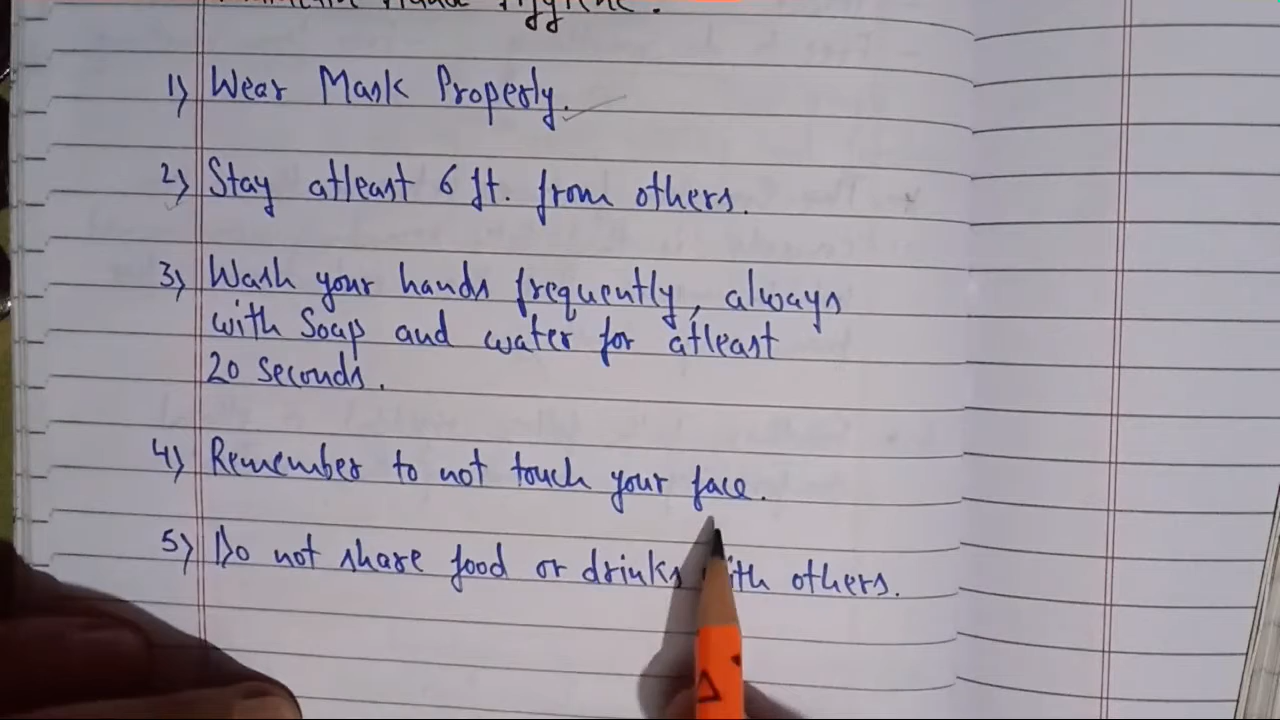 Hygiene.
1) Wear Mask Properly.
2) Stay atleast 6 ft. from others.
3) Wash your hands frequently, always
with Soap and water for atleast
20 seconds.
4) Remember to not touch your face.
5) Do not share food or drinks with others.